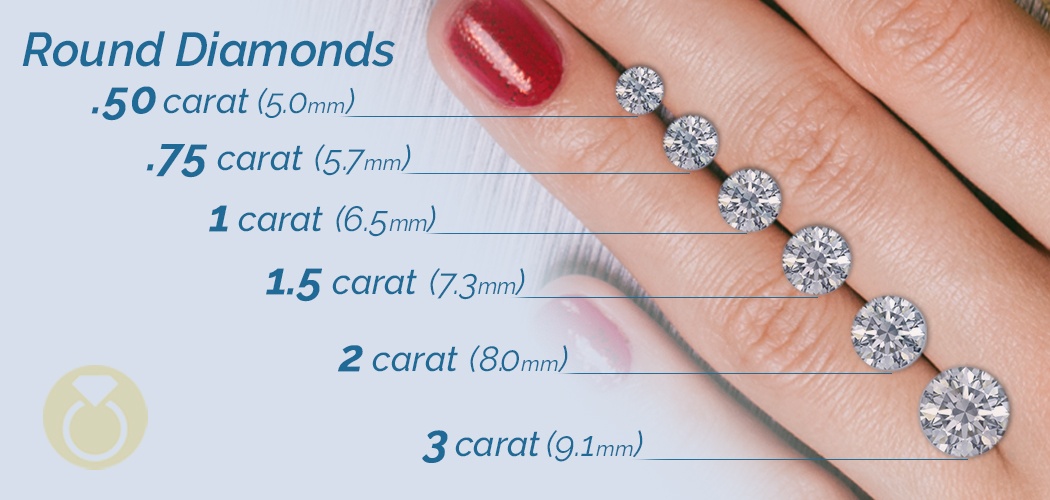 Round Diamonds
.50 carat (5.0mm)
.75 carat (5.7mm)
1 carat (6.5mm)
1.5 carat (7.3mm)
2 carat (8.0mm)
3 carat (9.1mm)